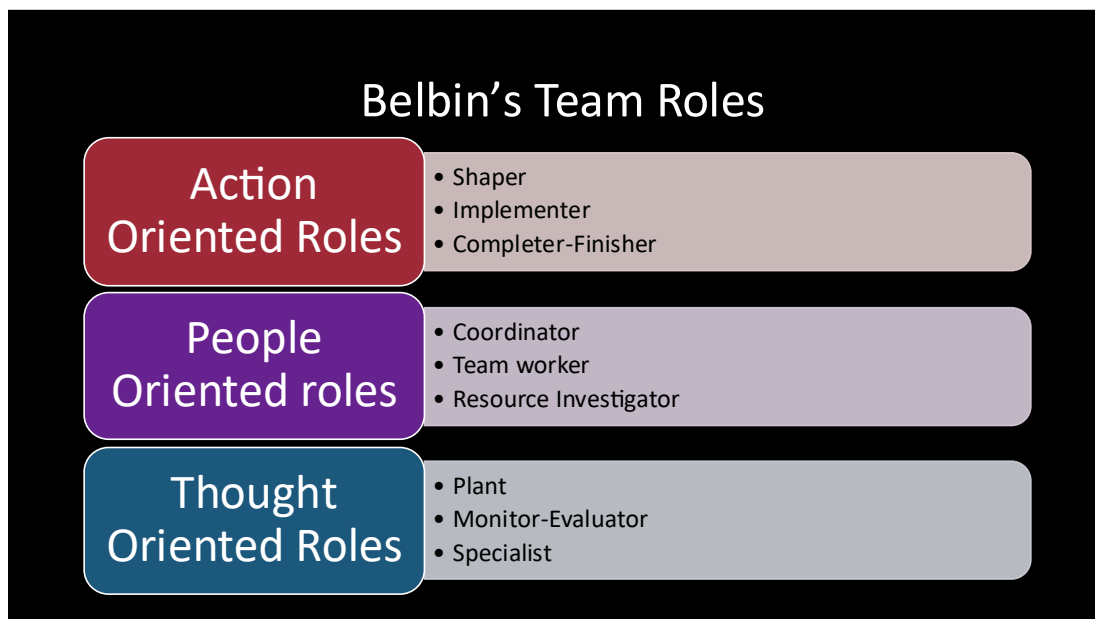 Belbin’s Team Roles
Action
Oriented Roles
• Shaper
• Implementer
• Completer-Finisher
People
Oriented roles
• Coordinator
• Team worker
• Resource Investigator
Thought
Oriented Roles
• Plant
• Monitor-Evaluator
• Specialist